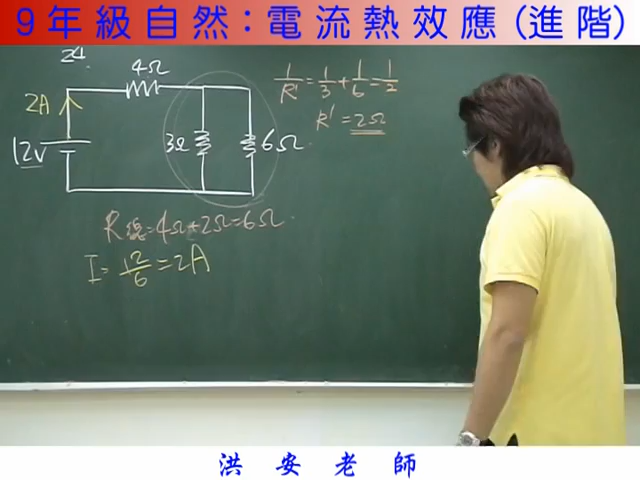 9年級自然：電流熱效應(進階)
24.
4Ω
2A
12v
3Ω
6Ω
1/R' = 1/3 + 1/6 = 1/2
R' = 2Ω
R總=4Ω+2Ω=6Ω
I = 12/6 = 2A
洪安老師